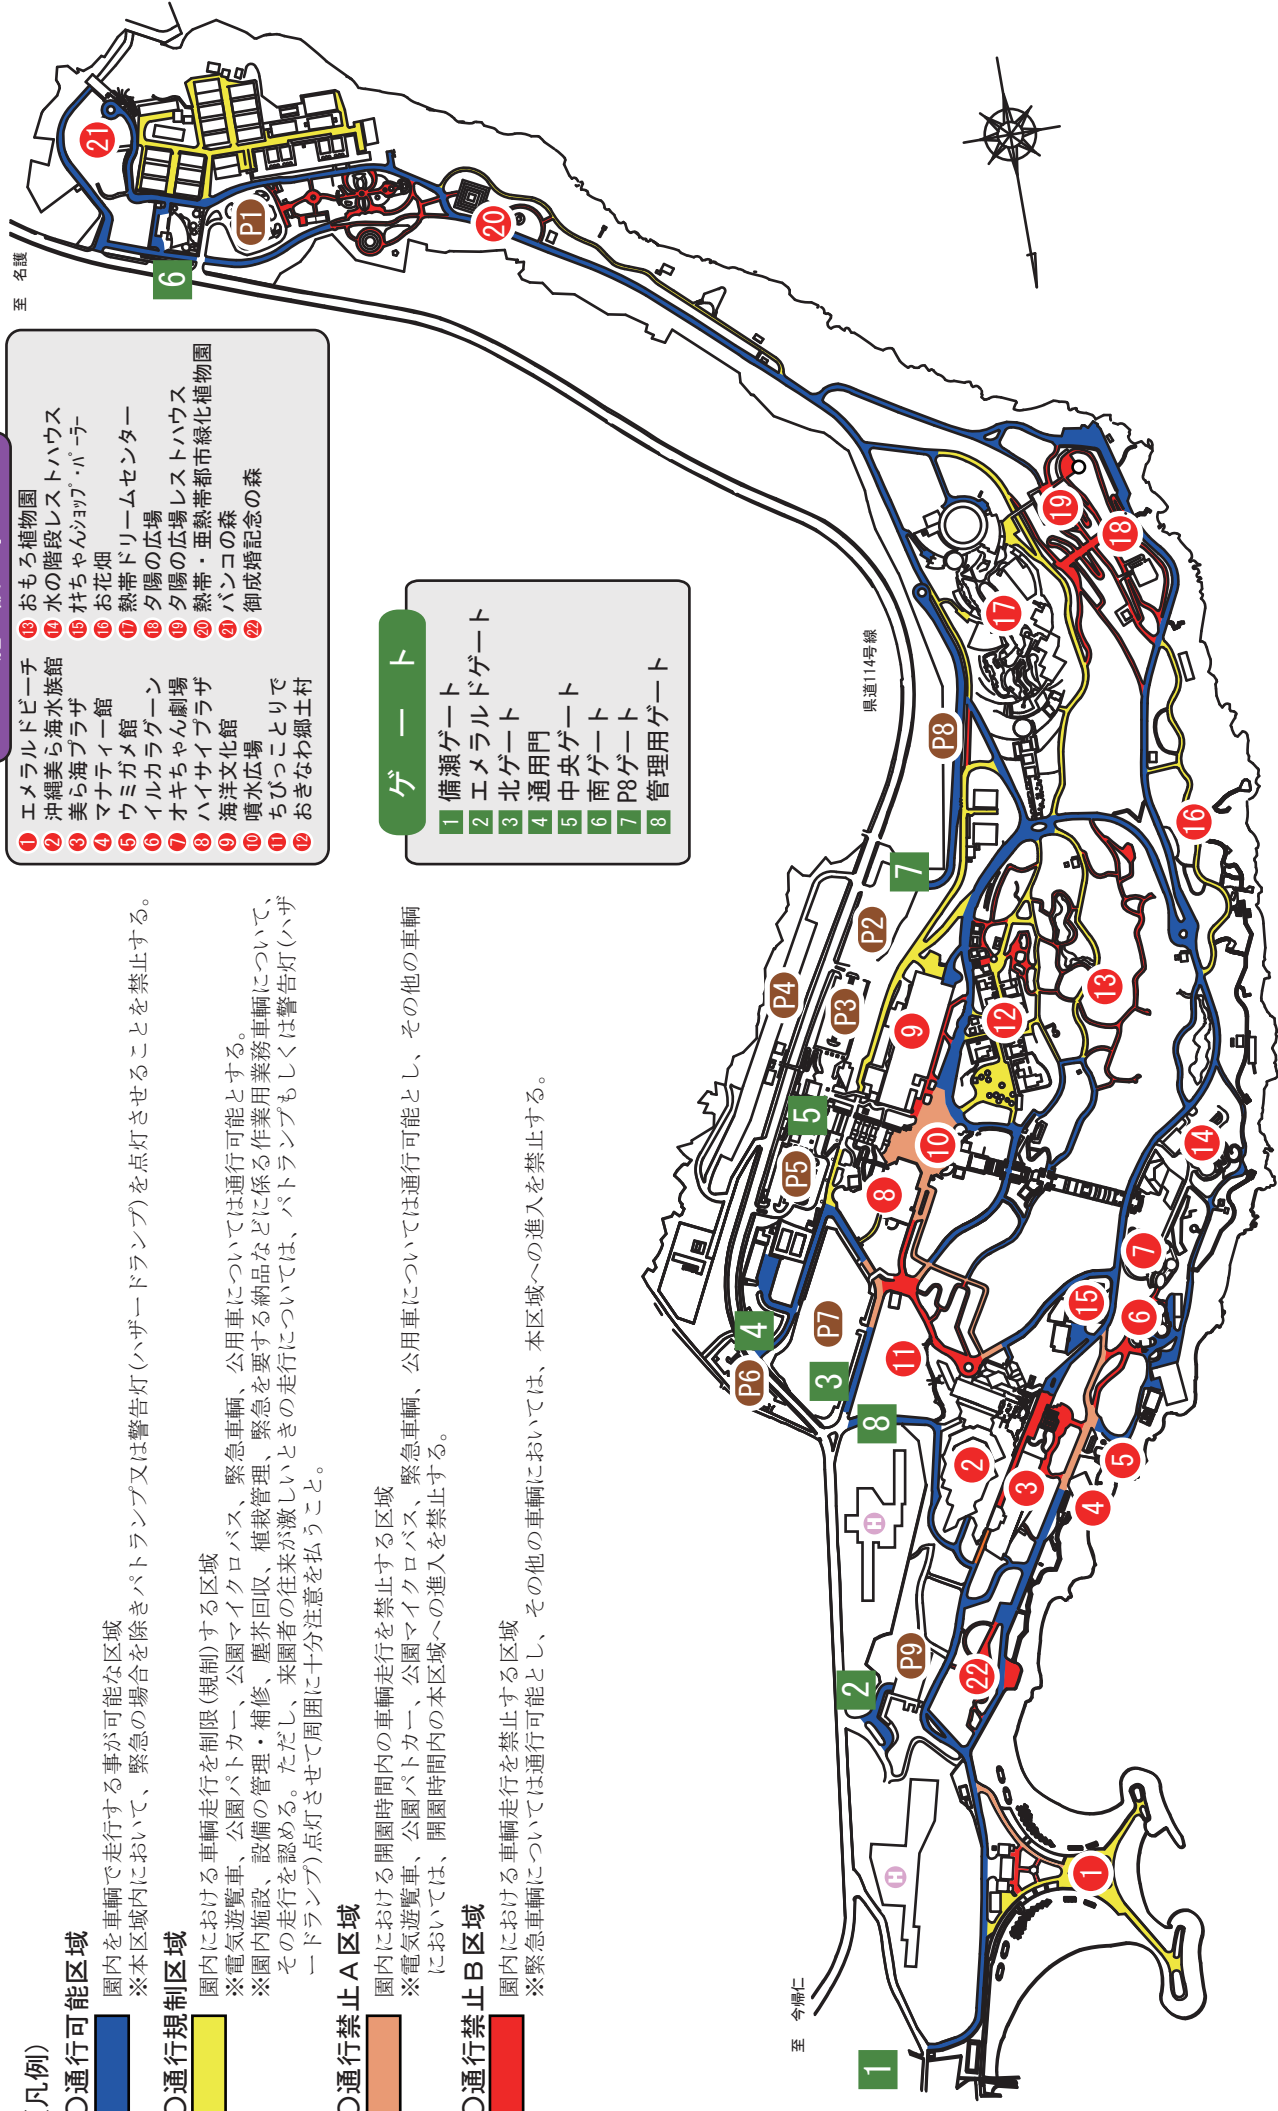 (凡例)
○通行可能区域
園内を車輌で走行する事が可能な区域
※本区域内において、緊急の場合を除きパトランプ又は警告灯(ハザードランプ)を点灯させることを禁止する。
○通行規制区域
園内における車輌走行を制限(規制)する区域
※電気遊覧車、公園パトカー、公園マイクロバス、緊急車輌、公用車については通行可能とする。
※園内施設、設備の管理・補修、塵芥回収、植栽管理、緊急を要する納品などに係る作業用業務車輌について、
その走行を認める。ただし、来園者の往来が激しいときの走行については、パトランプもしくは警告灯(ハザ
ードランプ)点灯させて周囲に十分注意を払うこと。
○通行禁止A区域
園内における開園時間内の車輌走行を禁止する区域
※電気遊覧車、公園パトカー、公園マイクロバス、緊急車輌、公用車については通行可能とし、その他の車輌
においては、開園時間内の本区域への進入を禁止する。
○通行禁止B区域
園内における車輌走行を禁止する区域
※緊急車輌については通行可能とし、その他の車輌においては、本区域への進入を禁止する。
1 エメラルドビーチ
2 沖縄美ら海水族館
3 美ら海プラザ
4 マナティー館
5 ウミガメ館
6 イルカラグーン
7 オキちゃん劇場
8 ハイサイプラザ
9 海洋文化館
10 噴水広場
11 ちびっことりで
12 おきなわ郷土村
13 おもろ植物園
14 水の階段レストハウス
15 オキちゃんショップ・パーラー
16 お花畑
17 熱帯ドリームセンター
18 夕陽の広場
19 夕陽の広場レストハウス
20 熱帯・亜熱帯都市緑化植物園
21 バンコの森
22 御成婚記念の森
ゲート
1 備瀬ゲート
2 エメラルドゲート
3 北ゲート
4 通用門
5 中央ゲート
6 南ゲート
7 P8ゲート
8 管理用ゲート
至 名護
至 今帰仁
県道114号線
1
2
3
4
5
6
7
8
P1
P2
P3
P4
P5
P6
P7
P8
P9
H
H
1
2
3
4
5
6
7
8
9
10
11
12
13
14
15
16
17
18
19
20
21
22